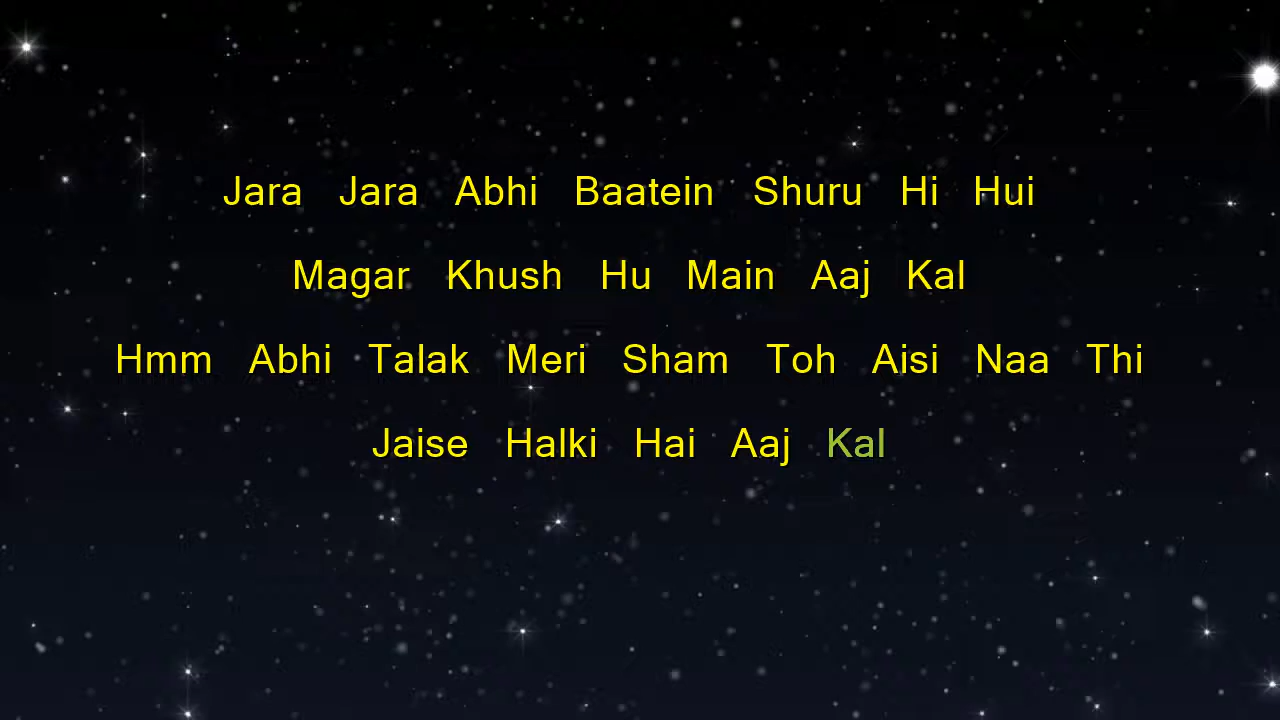 Jara Jara Abhi Baatein Shuru Hi Hui
Magar Khush Hu Main Aaj Kal
Hmm Abhi Talak Meri Sham Toh Aisi Naa Thi
Jaise Halki Hai Aaj Kal